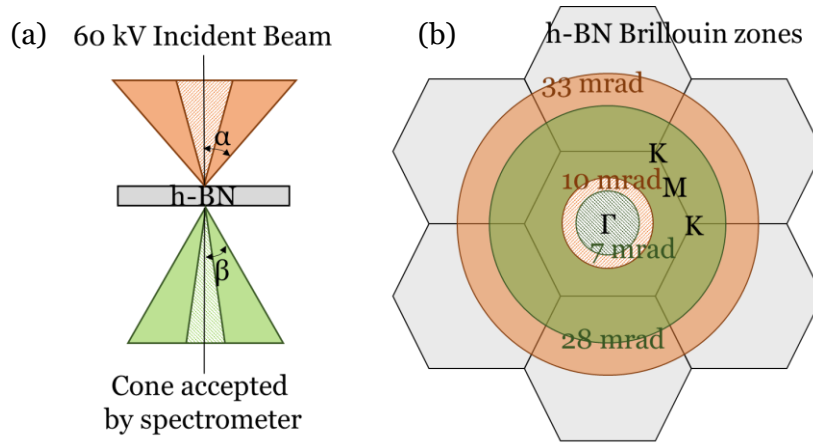 (a) 60 kV Incident Beam
α
h-BN
β
Cone accepted
by spectrometer
(b) h-BN Brillouin zones
33 mrad
K
10 mrad
M
Γ
K
7 mrad
28 mrad